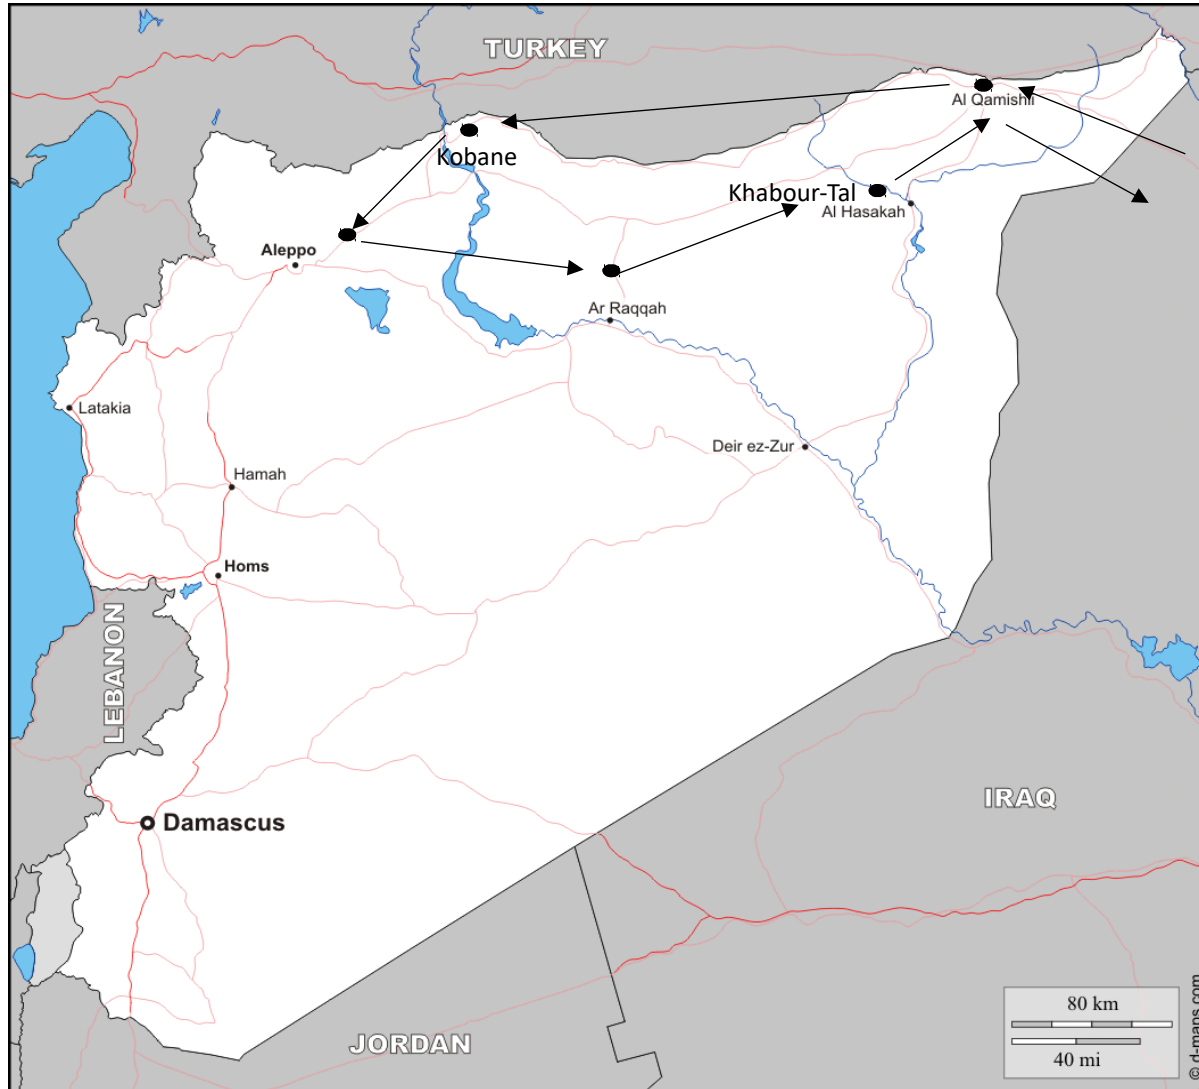 TURKEY
Al Qamishli
Kobane
Khabour-Tal
Al Hasakah
Aleppo
Ar Raqqah
Latakia
Deir ez-Zur
Hamah
Homs
LEBANON
IRAQ
Damascus
JORDAN
80 km
40 mi
© d-maps.com